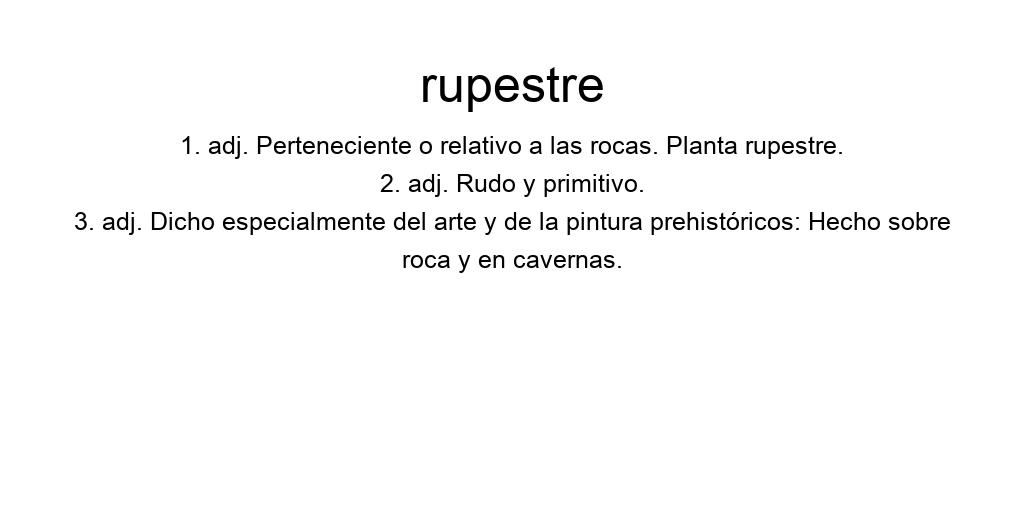 rupestre
1. adj. Perteneciente o relativo a las rocas. Planta rupestre.
2. adj. Rudo y primitivo.
3. adj. Dicho especialmente del arte y de la pintura prehistóricos: Hecho sobre
roca y en cavernas.